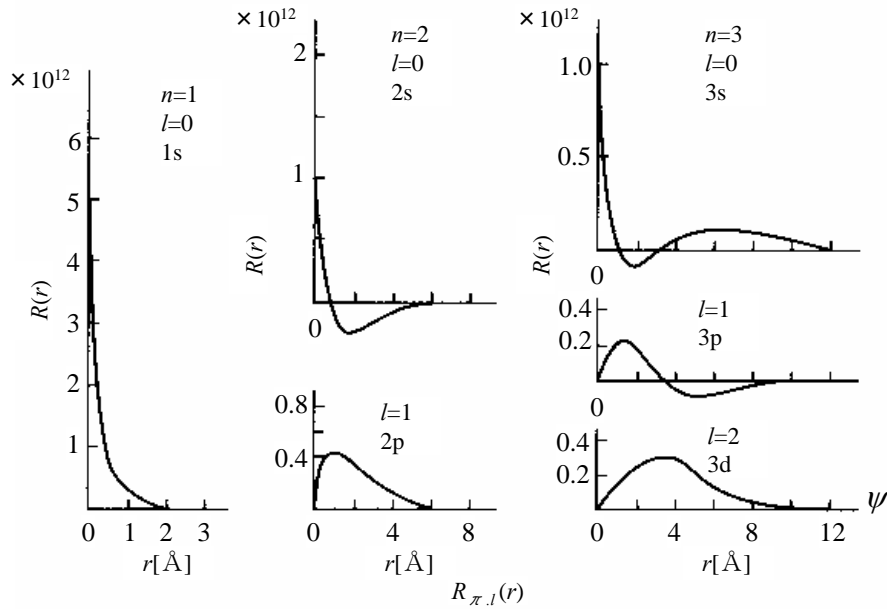 × 10¹²
6
5
4
3
2
1
R(r)
n=1
l=0
1s
0 1 2 3
r[Å]
× 10¹²
2
1
0
R(r)
n=2
l=0
2s
0.8
0.4
l=1
2p
0 4 8
r[Å]
× 10¹²
1.0
0.5
0
R(r)
n=3
l=0
3s
0.4
0.2
0
l=1
3p
0.4
0.2
l=2
3d
0 4 8 12
ψ
r[Å]
R π,l (r)